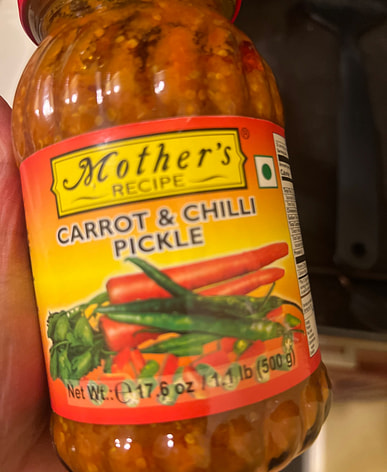 Mother's®
RECIPE
CARROT & CHILLI
PICKLE
Net Wt.: ℮ 17.6 oz / 1.1 lb (500 g)